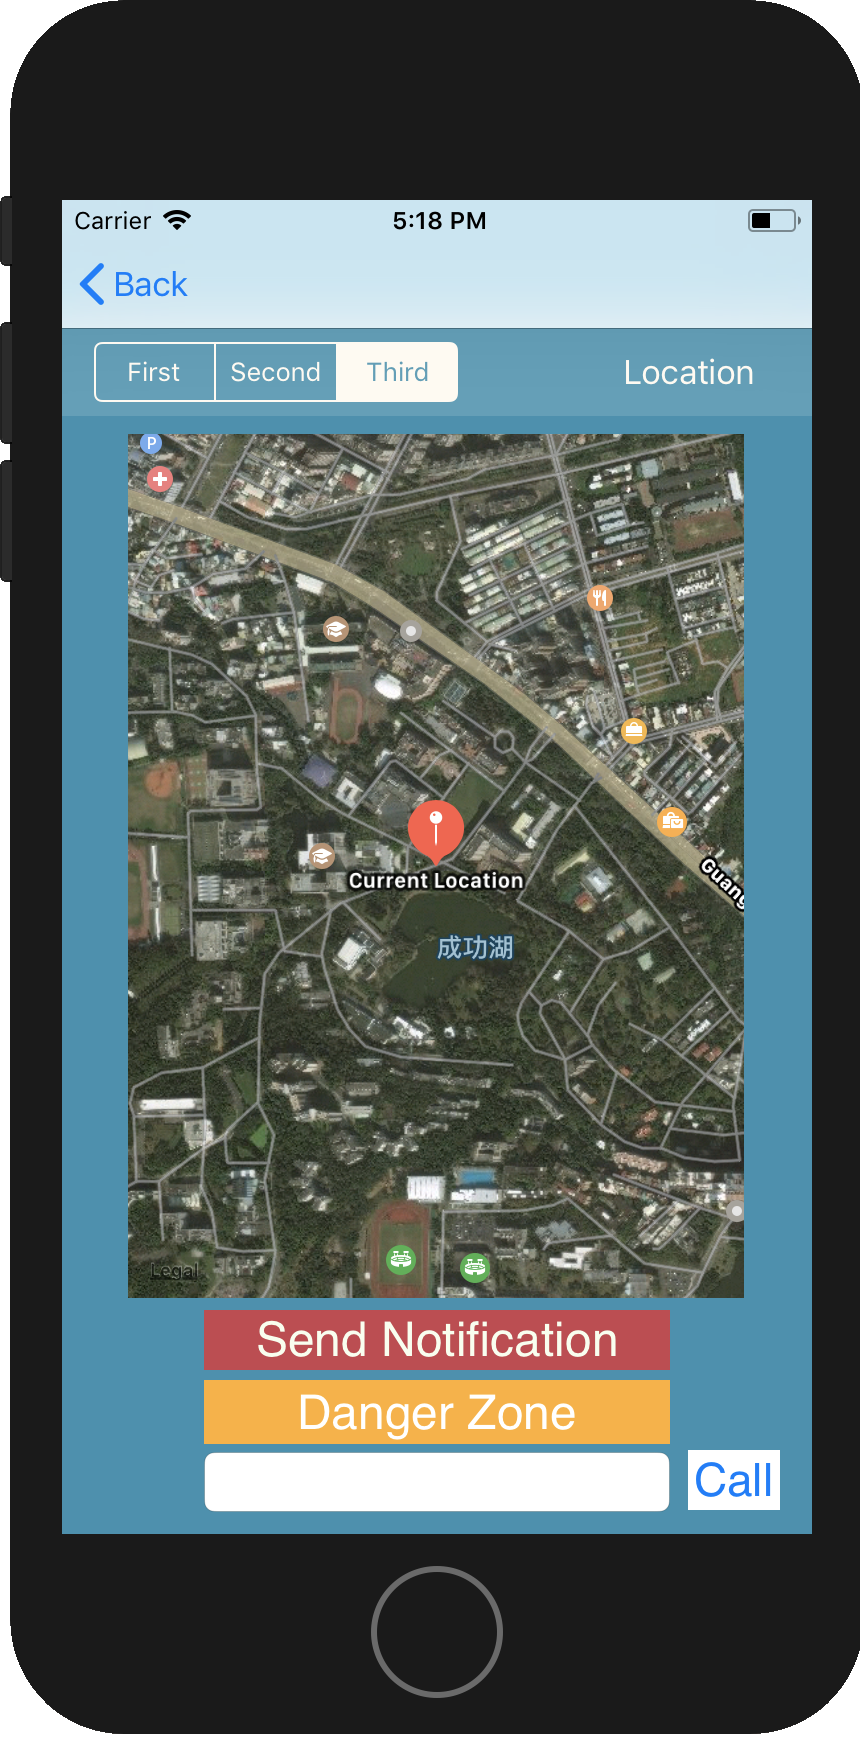 Carrier
5:18 PM
Back
First
Second
Third
Location
P
Guang
Current Location
成功湖
Legal
Send Notification
Danger Zone
Call